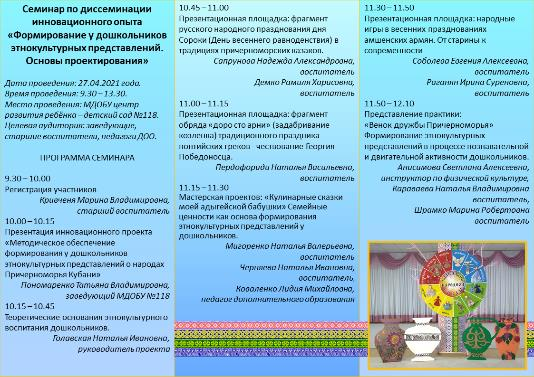 Семинар по диссеминации
инновационного опыта
«Формирование у дошкольников
этнокультурных представлений.
Основы проектирования»
Дата проведения: 27.04.2021 года.
Время проведения: 9.30 – 13.30.
Место проведения: МДОБУ центр
развития ребёнка – детский сад №118.
Целевая аудитория: заведующие,
старшие воспитатели, педагоги ДОО.
ПРОГРАММА СЕМИНАРА
9.30 – 10.00
Регистрация участников
Кривченя Марина Владимировна,
старший воспитатель
10.00 – 10.15
Презентация инновационного проекта
«Методическое обеспечение
формирования у дошкольников
этнокультурных представлений о народах
Причерноморья Кубани»
Пономаренко Татьяна Владимировна,
заведующий МДОБУ №118
10.15 – 10.45
Теоретические основания этнокультурного
воспитания дошкольников.
Голавская Наталья Ивановна,
руководитель проекта
10.45 – 11.00
Презентационная площадка: фрагмент
русского народного празднования дня
Сороки (День весеннего равноденствия) в
традициях причерноморских казаков.
Сапрунова Надежда Александровна,
воспитатель
Демко Рамиля Харисовна,
воспитатель
11.00 – 11.15
Презентационная площадка: фрагмент
обряда «доро сто арни» (задабривание
«козленка) традиционного праздника
понтийских греков - чествование Георгия
Победоносца.
Пердофариди Наталья Васильевна,
воспитатель
11.15 – 11.30
Мастерская проектов: «Кулинарные сказки
моей адыгейской бабушки» Семейные
ценности как основа формирования
этнокультурных представлений у
дошкольников.
Магоренко Наталья Валерьевна,
воспитатель
Черняева Наталья Ивановна,
воспитатель,
Коваленко Лидия Михайловна,
педагог дополнительного образования
11.30 – 11.50
Презентационная площадка: народные
игры в весенних празднованиях
амшенских армян. От старины к
современности
Соболева Евгения Алексеевна,
воспитатель
Рагапян Ирина Суреновна,
воспитатель
11.50 – 12.10
Представление практики:
«Венок дружбы Причерноморья»
Формирование этнокультурных
представлений в процессе познавательной
и двигательной активности дошкольников.
Анисимова Светлана Алексеевна,
инструктор по физической культуре,
Караваева Наталья Владимировна
воспитатель,
Шрамко Марина Робертовна
воспитатель